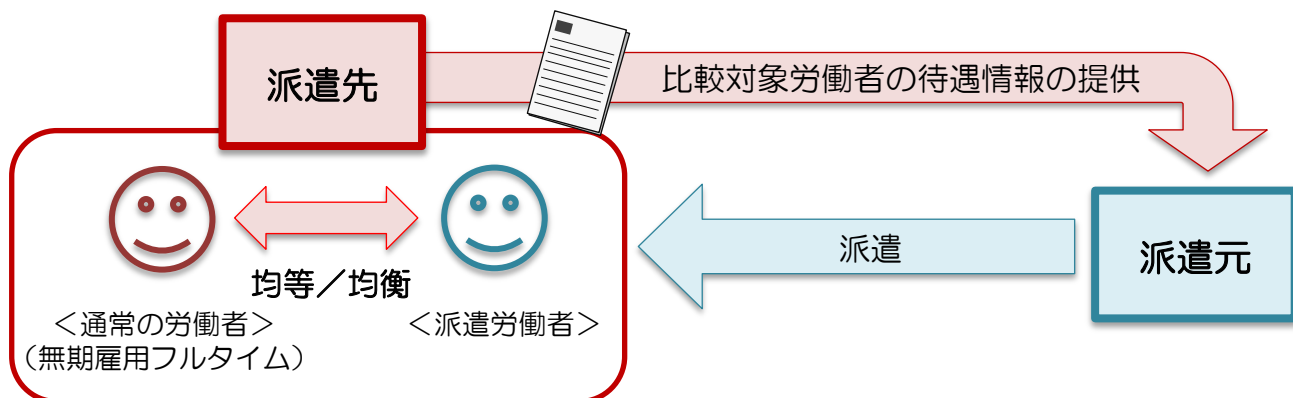 派遣先
比較対象労働者の待遇情報の提供
派遣
派遣元
均等／均衡
＜通常の労働者＞
（無期雇用フルタイム）
＜派遣労働者＞